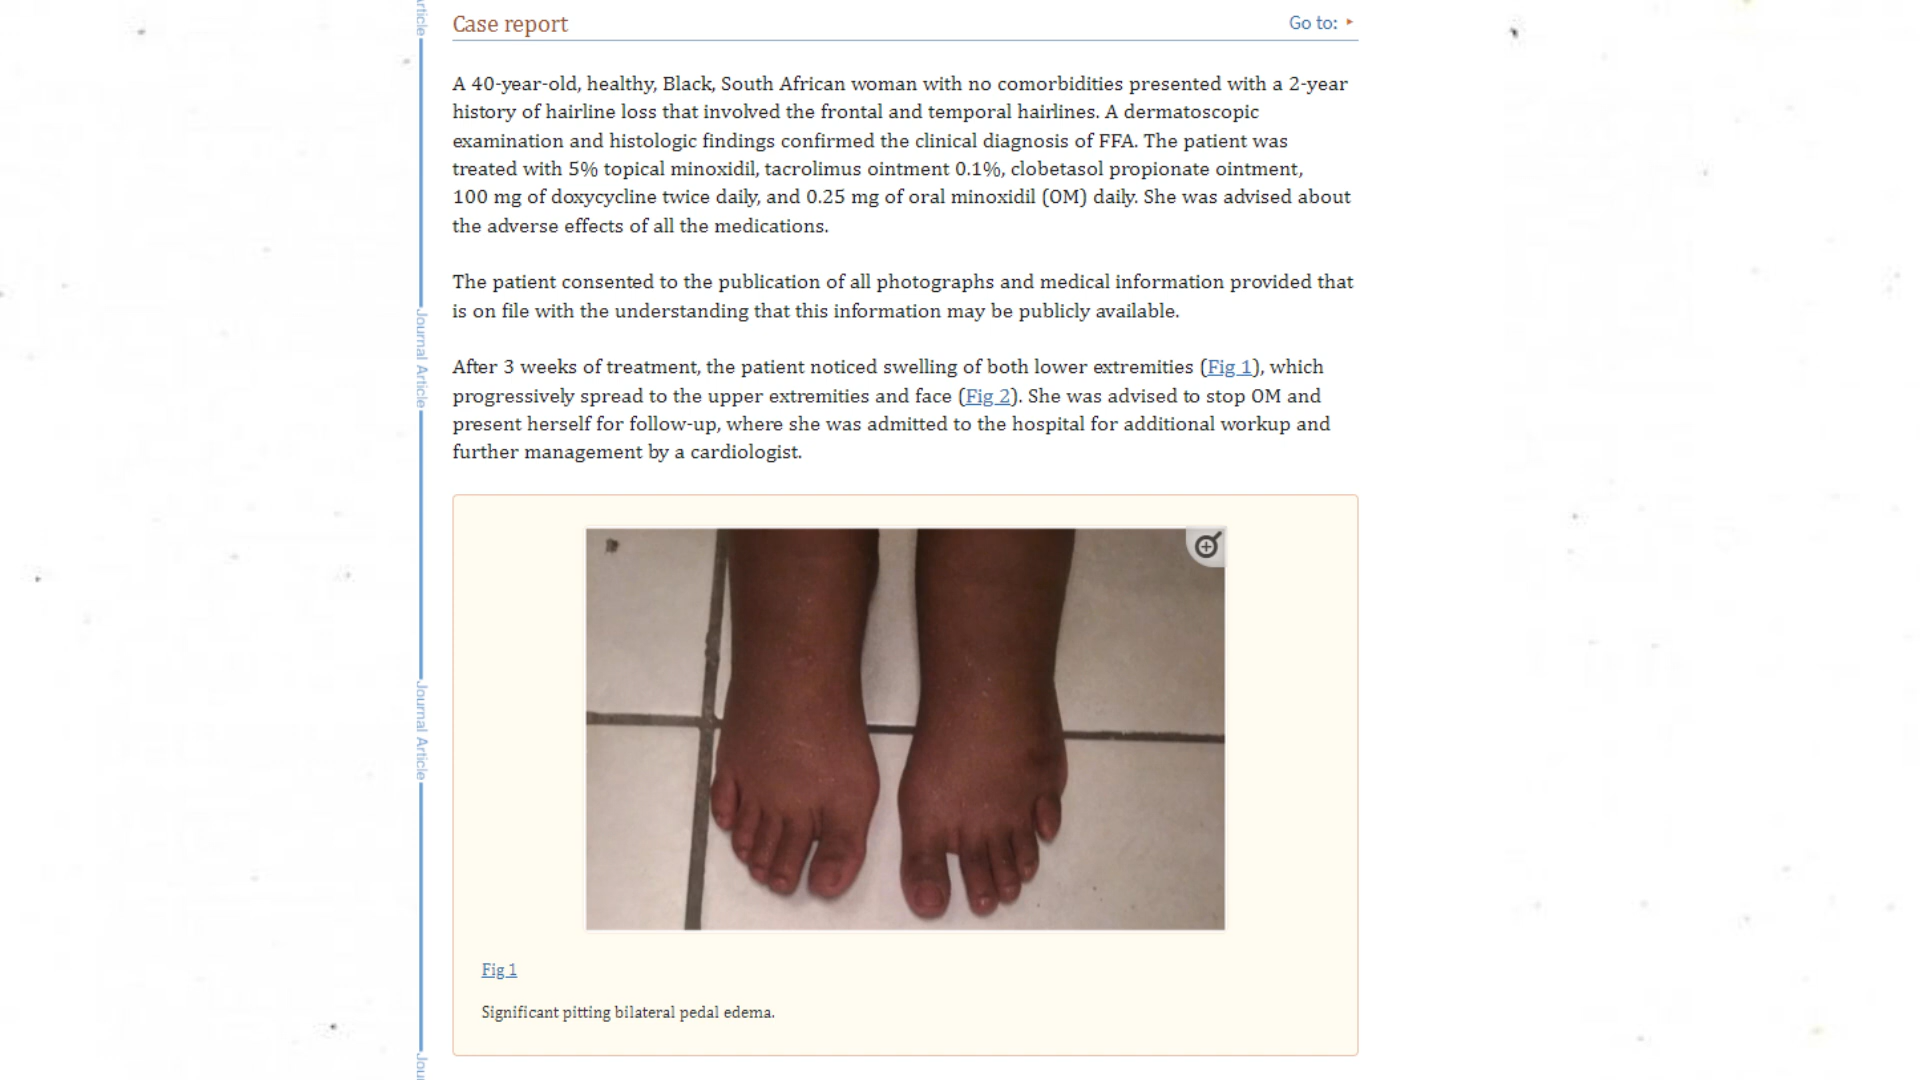 Case report
Go to:
A 40-year-old, healthy, Black, South African woman with no comorbidities presented with a 2-year
history of hairline loss that involved the frontal and temporal hairlines. A dermatoscopic
examination and histologic findings confirmed the clinical diagnosis of FFA. The patient was
treated with 5% topical minoxidil, tacrolimus ointment 0.1%, clobetasol propionate ointment,
100 mg of doxycycline twice daily, and 0.25 mg of oral minoxidil (OM) daily. She was advised about
the adverse effects of all the medications.
The patient consented to the publication of all photographs and medical information provided that
is on file with the understanding that this information may be publicly available.
After 3 weeks of treatment, the patient noticed swelling of both lower extremities (Fig 1), which
progressively spread to the upper extremities and face (Fig 2). She was advised to stop OM and
present herself for follow-up, where she was admitted to the hospital for additional workup and
further management by a cardiologist.
Fig 1
Significant pitting bilateral pedal edema.
Journal Article
Journal Article